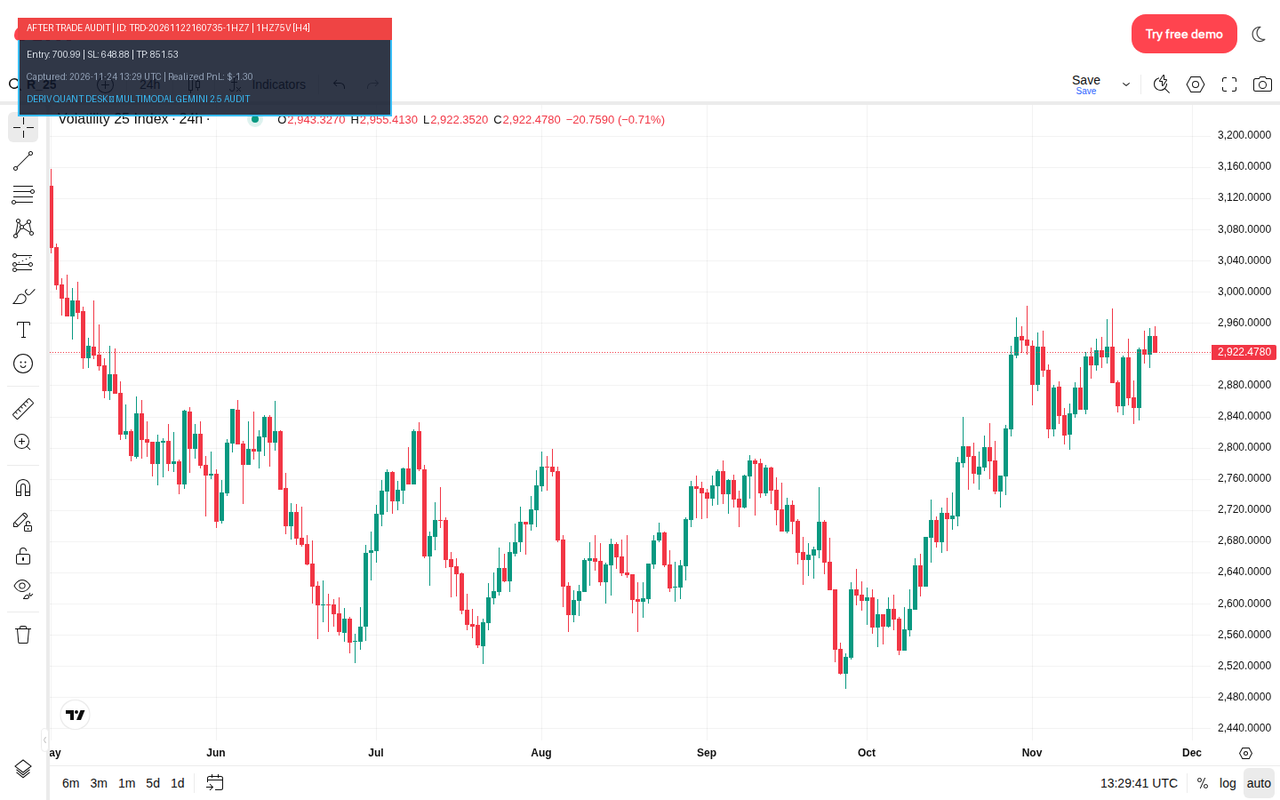 AFTER TRADE AUDIT | ID: TRD-20261122160735-1HZ7 | 1HZ75V [H4]
Entry: 700.99 | SL: 648.88 | TP: 851.53
Captured: 2026-11-24 13:29 UTC | Realized PnL: $-1.30
DERIV QUANT DESK MULTIMODAL GEMINI 2.5 AUDIT
Try free demo
R_25
24h
Indicators
Save
Save
Volatility 25 Index · 24h ·
O2,943.3270 H2,955.4130 L2,922.3520 C2,922.4780 −20.7590 (−0.71%)
3,200.0000
3,160.0000
3,120.0000
3,080.0000
3,040.0000
3,000.0000
2,960.0000
2,922.4780
2,880.0000
2,840.0000
2,800.0000
2,760.0000
2,720.0000
2,680.0000
2,640.0000
2,600.0000
2,560.0000
2,520.0000
2,480.0000
2,440.0000
ay Jun Jul Aug Sep Oct Nov Dec
6m 3m 1m 5d 1d
13:29:41 UTC % log auto